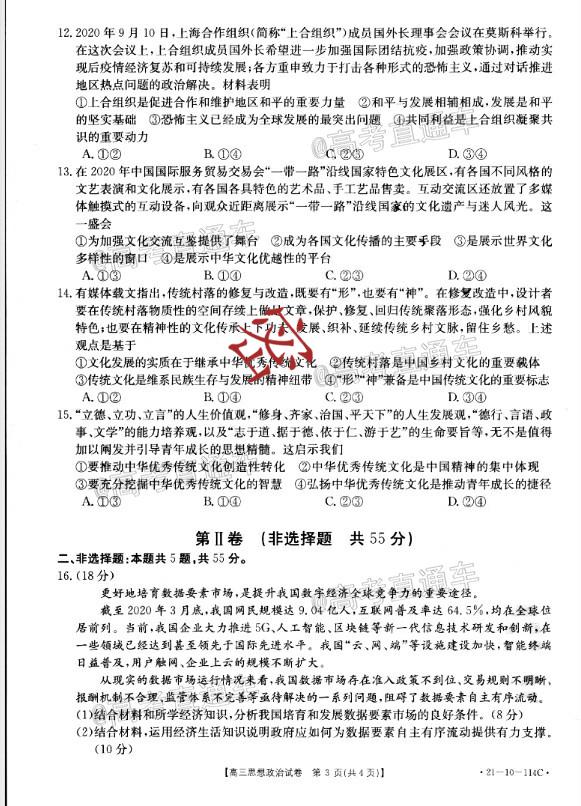 12. 2020 年 9 月 10 日,上海合作组织(简称“上合组织”)成员国外长理事会会议在莫斯科举行。
在这次会议上,上合组织成员国外长希望进一步加强国际团结抗疫,加强政策协调,推动实
现后疫情经济复苏和可持续发展;各方重申致力于打击各种形式的恐怖主义,通过对话推进
地区热点问题的政治解决。材料表明
①上合组织是促进合作和维护地区和平的重要力量 ②和平与发展相辅相成,发展是和平
的坚实基础 ③恐怖主义已经成为全球发展的最突出问题 ④共同利益是上合组织凝聚共
识的重要动力
A. ①② B. ①④ C. ②③ D. ③④
13. 在 2020 年中国国际服务贸易交易会“一带一路”沿线国家特色文化展区,有各国不同风格的
文艺表演和文化展示,有各国各具特色的艺术品、手工艺品售卖。互动交流区还放置了多媒
体触摸式的互动设备,向观众近距离展示“一带一路”沿线国家的文化遗产与迷人风光。这
一盛会
①为加强文化交流互鉴提供了舞台 ②成为各国文化传播的主要手段 ③是展示世界文化
多样性的窗口 ④是展示中华文化优越性的平台
A. ①③ B. ①④ C. ②③ D. ②④
14. 有媒体载文指出,传统村落的修复与改造,既要有“形”,也要有“神”。在修复改造中,设计者
要在传统村落物质性的空间存续上做好文章,保护、修复、回归传统聚落形态,强化乡村风貌
特色;也要在精神性的文化传承上下功夫,发展、织补、延续传统乡村文脉,留住乡愁。上述
观点是基于
①文化发展的实质在于继承中华优秀传统文化 ②传统村落是中国乡村文化的重要载体
③传统文化是维系民族生存与发展的精神纽带 ④“形”“神”兼备是中国传统文化的重要标志
A. ①② B. ①④ C. ②③ D. ③④
15. “立德、立功、立言”的人生价值观,“修身、齐家、治国、平天下”的人生发展观,“德行、言语、政
事、文学”的能力培养观,以及“志于道、据于德、依于仁、游于艺”的生命要旨等,无不是值得
加以阐发并引导青年成长的思想精髓。这启示我们
①要推动中华优秀传统文化创造性转化 ②中华优秀传统文化是中国精神的集中体现
③要充分挖掘中华优秀传统文化的智慧 ④弘扬中华优秀传统文化是推动青年成长的捷径
A. ①③ B. ①④ C. ②③ D. ②④
第Ⅱ卷 (非选择题 共 55 分)
二、非选择题:本题共 5 题,共 55 分。
16. (18 分)
更好地培育数据要素市场,是提升我国数字经济全球竞争力的重要途径。
截至 2020 年 3 月底,我国网民规模达 9.04 亿人,互联网普及率达 64.5%,均在全球位
居前列。当前,我国企业大力推进 5G、人工智能、区块链等新一代信息技术研发和创新,在
一些领域已经达到甚至领先于国际先进水平。我国“云、网、端”等设施建设加快,智能终端
日益普及,用户触网、企业上云的规模不断扩大。
从现实的数据市场运行情况来看,我国数据市场存在准入政策不到位、交易规则不明晰、
报酬机制不合理、监管体系不完善等亟待解决的一系列问题,阻碍了数据要素自主有序流动。
(1)结合材料和所学经济知识,分析我国培育和发展数据要素市场的良好条件。(8 分)
(2)结合材料,运用经济生活知识说明政府应如何为数据要素自主有序流动提供有力支撑。
(10 分)
【高三思想政治试卷 第 3 页(共 4 页)】 •21-10-114C•
@高考直通车
@高考直通车
@高考直通车
@高考直通车
@高考直通车
密